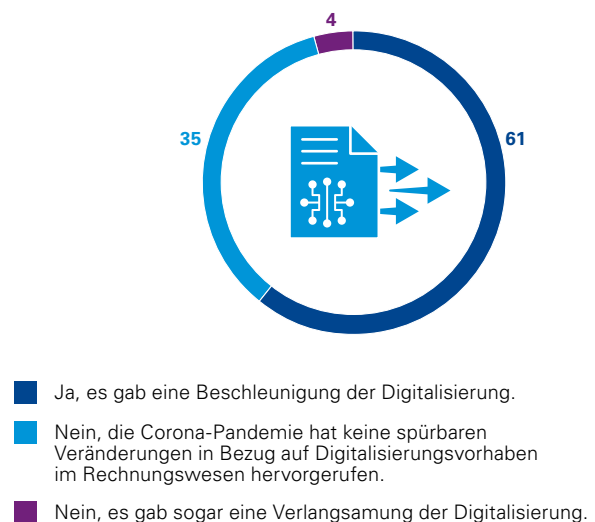 4
35
61
Ja, es gab eine Beschleunigung der Digitalisierung.
Nein, die Corona-Pandemie hat keine spürbaren
Veränderungen in Bezug auf Digitalisierungsvorhaben
im Rechnungswesen hervorgerufen.
Nein, es gab sogar eine Verlangsamung der Digitalisierung.